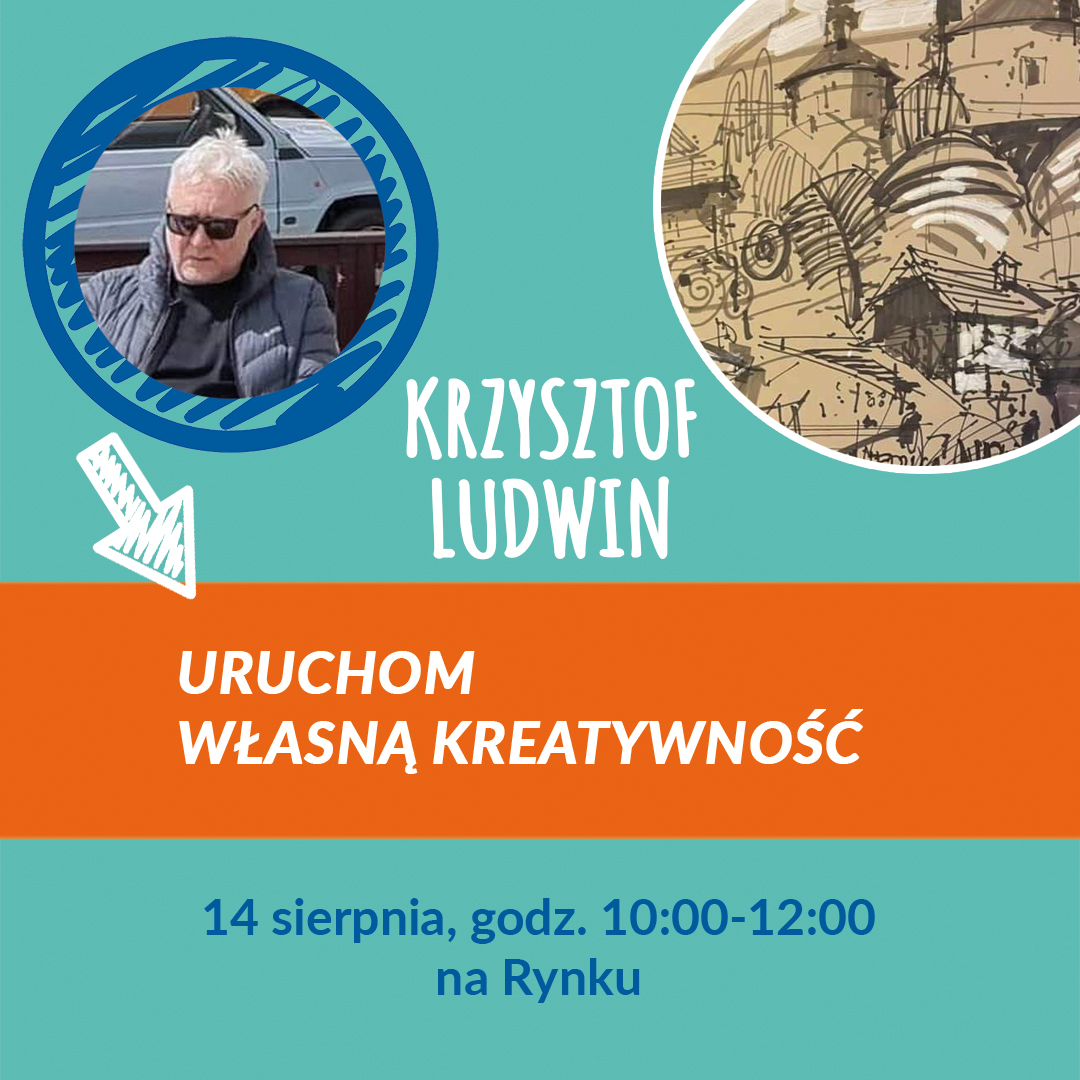 KRZYSZTOF
LUDWIN
URUCHOM
WŁASNĄ KREATYWNOŚĆ
14 sierpnia, godz. 10:00-12:00
na Rynku